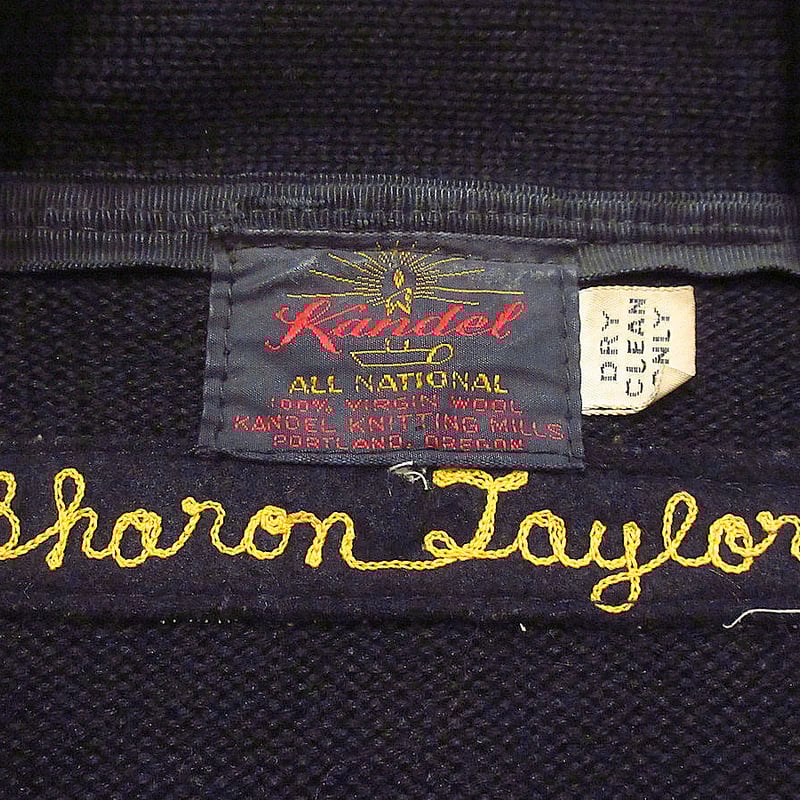 Kandel
ALL NATIONAL
100% VIRGIN WOOL
KANDEL KNITTING MILLS
PORTLAND, OREGON
DRY
CLEAN
ONLY
Sharon Taylor